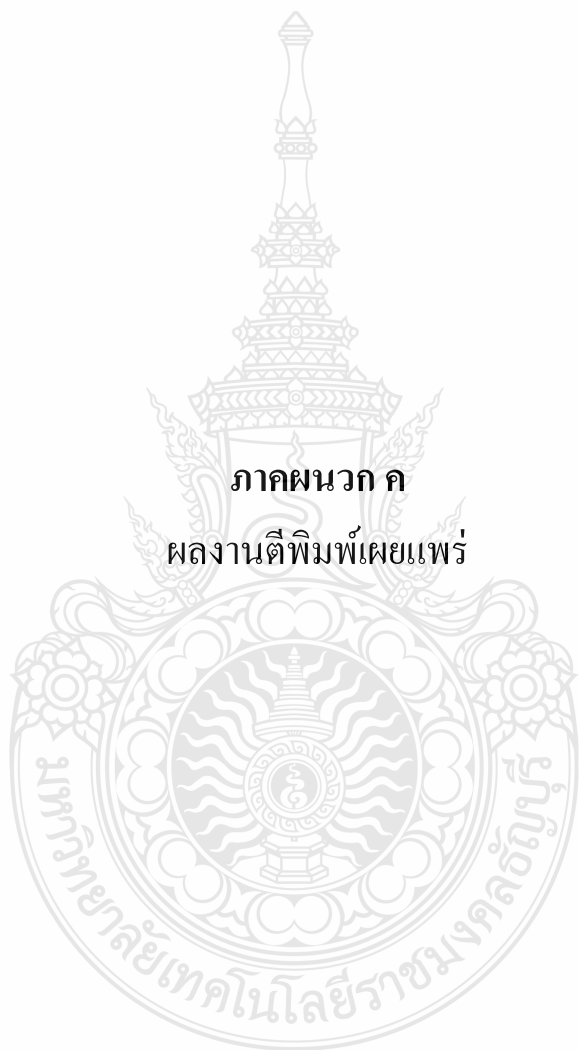 ภาคผนวก ค
ผลงานตีพิมพ์เผยแพร่
มหาวิทยาลัยเทคโนโลยีราชมงคลธัญบุรี